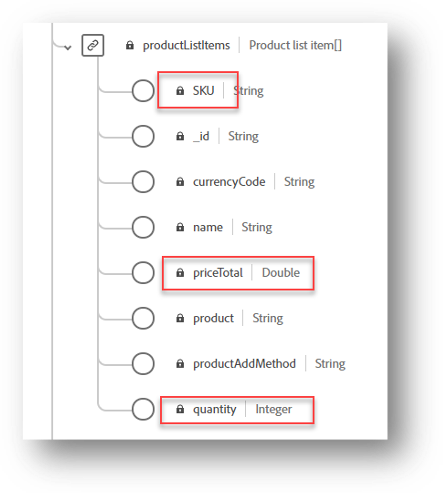 productListItems Product list item[]
SKU String
_id String
currencyCode String
name String
priceTotal Double
product String
productAddMethod String
quantity Integer